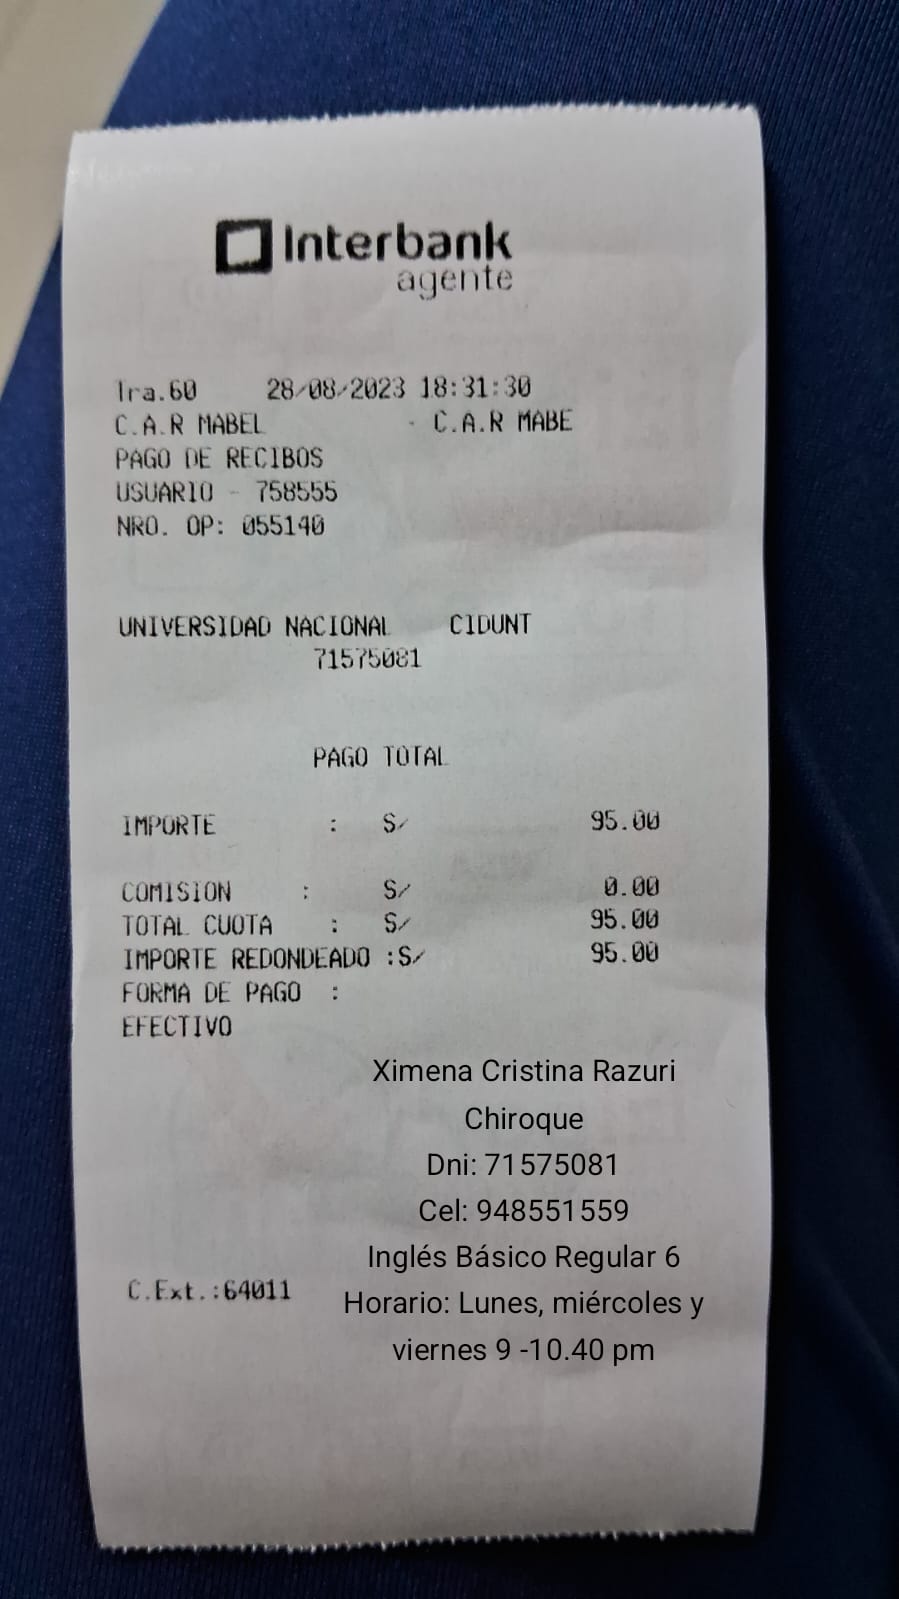 Interbank
agente
Tra.60 28/08/2023 18:31:30
C.A.R MABEL - C.A.R MABE
PAGO DE RECIBOS
USUARIO - 758555
NRO. OP: 055140
UNIVERSIDAD NACIONAL CIDUNT
71575081
PAGO TOTAL
IMPORTE : S/ 95.00
COMISION : S/ 0.00
TOTAL CUOTA : S/ 95.00
IMPORTE REDONDEADO :S/ 95.00
FORMA DE PAGO :
EFECTIVO
Ximena Cristina Razuri
Chiroque
Dni: 71575081
Cel: 948551559
Inglés Básico Regular 6
C.Ext.:64011
Horario: Lunes, miércoles y
viernes 9 -10.40 pm